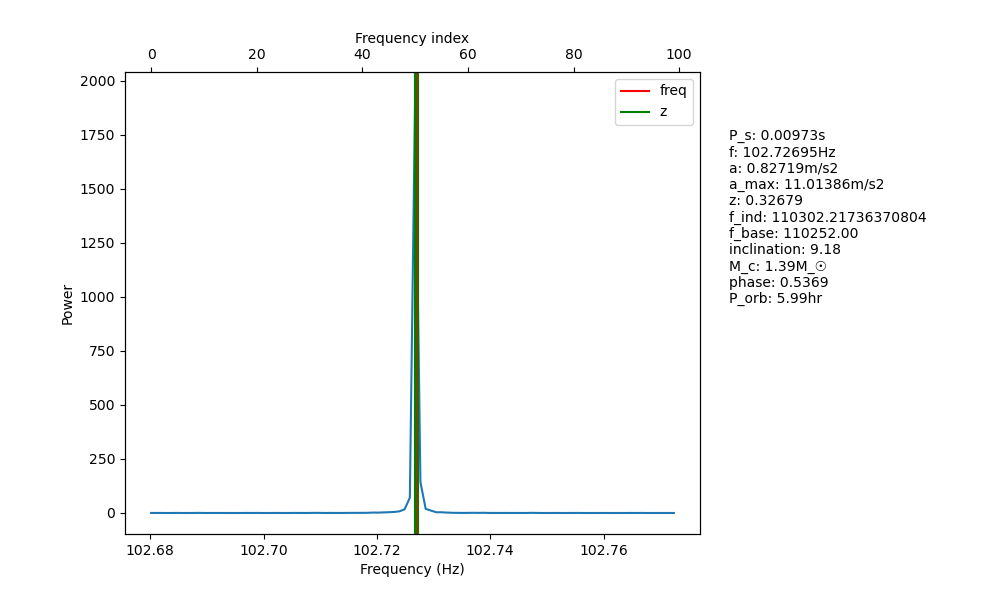 Frequency index
0 20 40 60 80 100
2000
1750
1500
1250
1000
750
500
250
0
Power
freq
z
102.68 102.70 102.72 102.74 102.76
Frequency (Hz)
P_s: 0.00973s
f: 102.72695Hz
a: 0.82719m/s2
a_max: 11.01386m/s2
z: 0.32679
f_ind: 110302.21736370804
f_base: 110252.00
inclination: 9.18
M_c: 1.39M_☉
phase: 0.5369
P_orb: 5.99hr